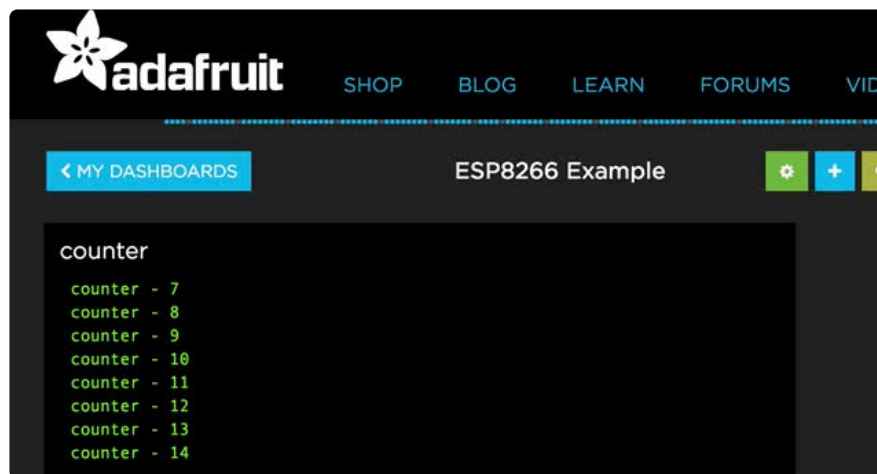 adafruit
SHOP BLOG LEARN FORUMS VID
MY DASHBOARDS ESP8266 Example
counter
counter - 7
counter - 8
counter - 9
counter - 10
counter - 11
counter - 12
counter - 13
counter - 14